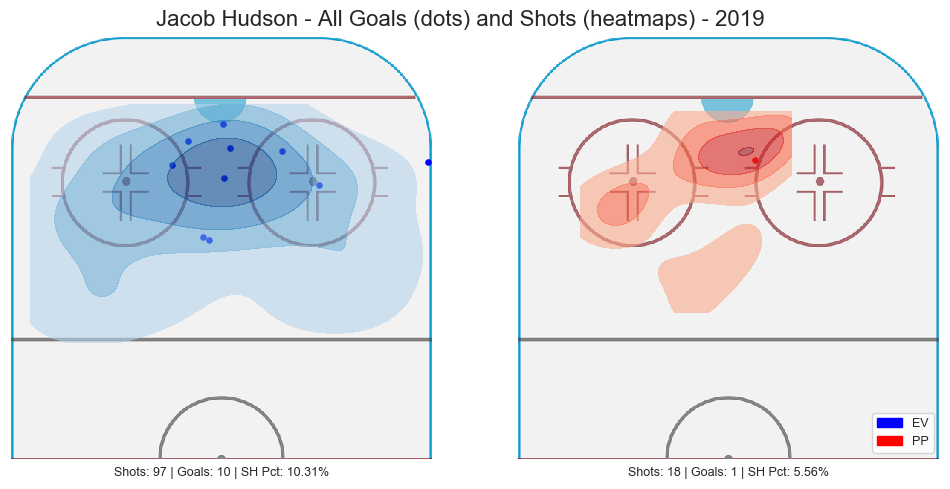 Jacob Hudson - All Goals (dots) and Shots (heatmaps) - 2019
EV
PP
Shots: 97 | Goals: 10 | SH Pct: 10.31%
Shots: 18 | Goals: 1 | SH Pct: 5.56%